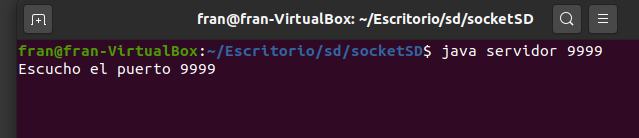 fran@fran-VirtualBox: ~/Escritorio/sd/socketSD
fran@fran-VirtualBox:~/Escritorio/sd/socketSD$ java servidor 9999
Escucho el puerto 9999